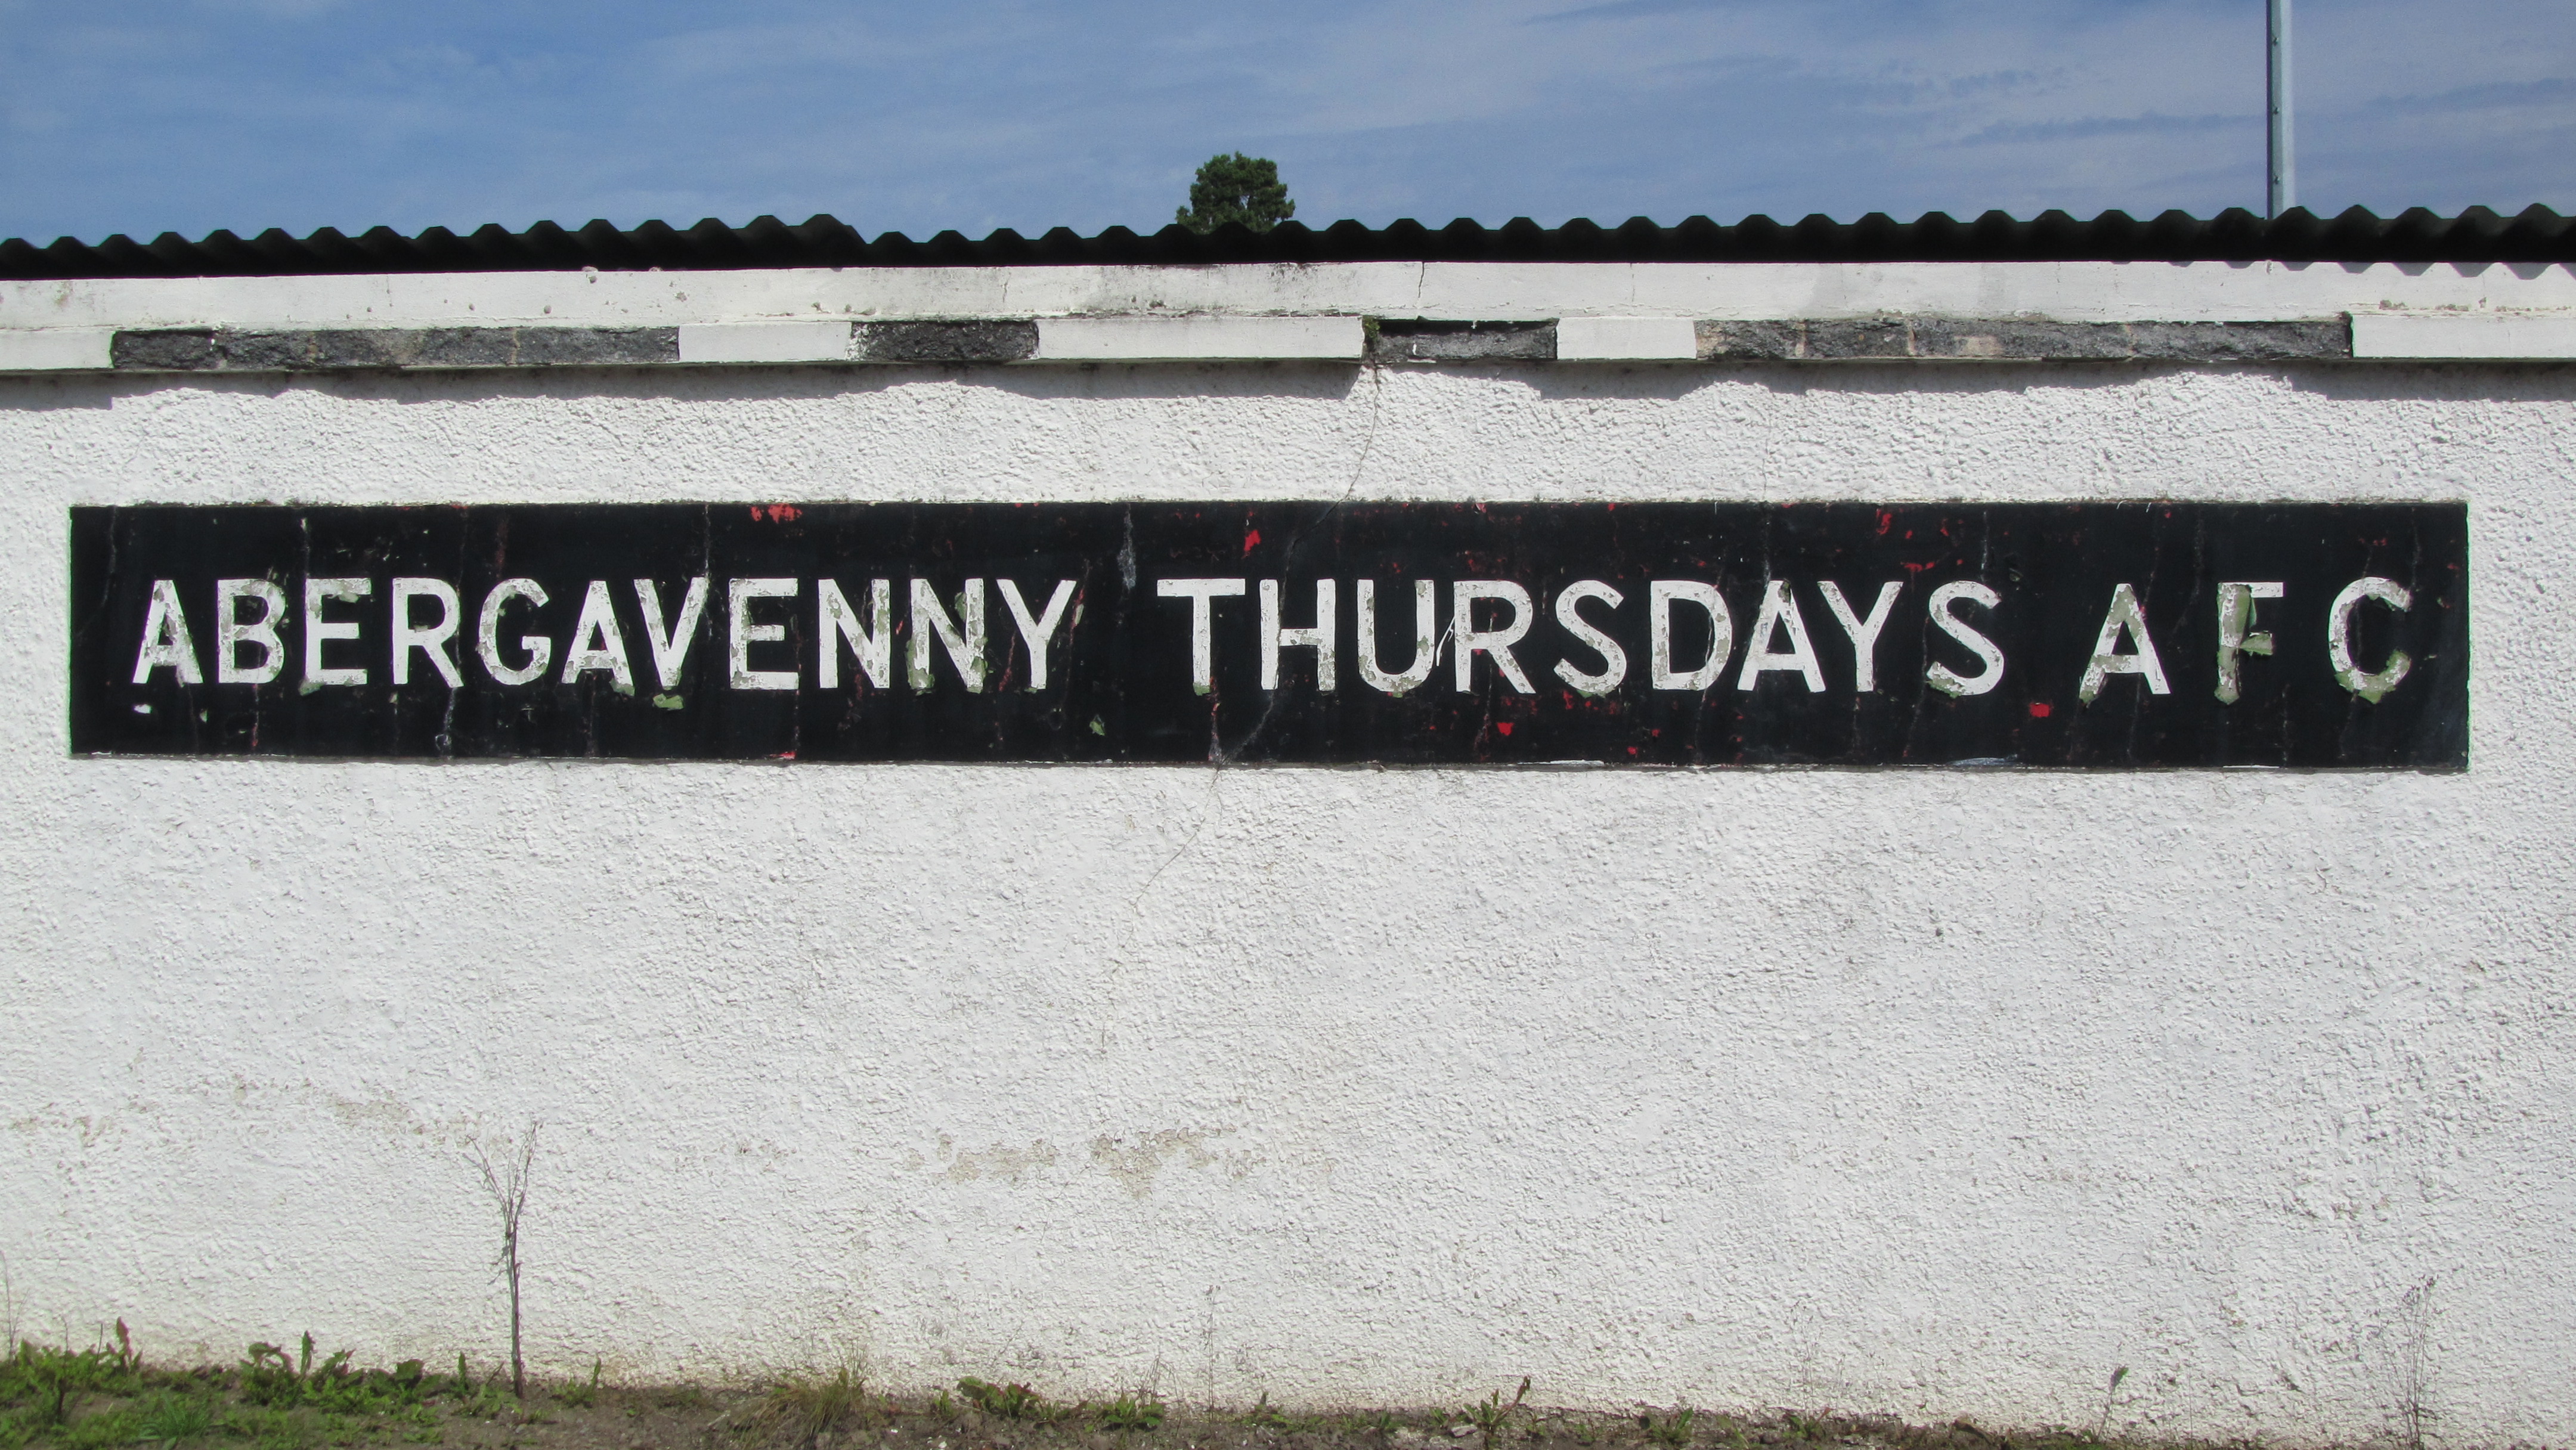 ABERGAVENNY THURSDAYS A F C